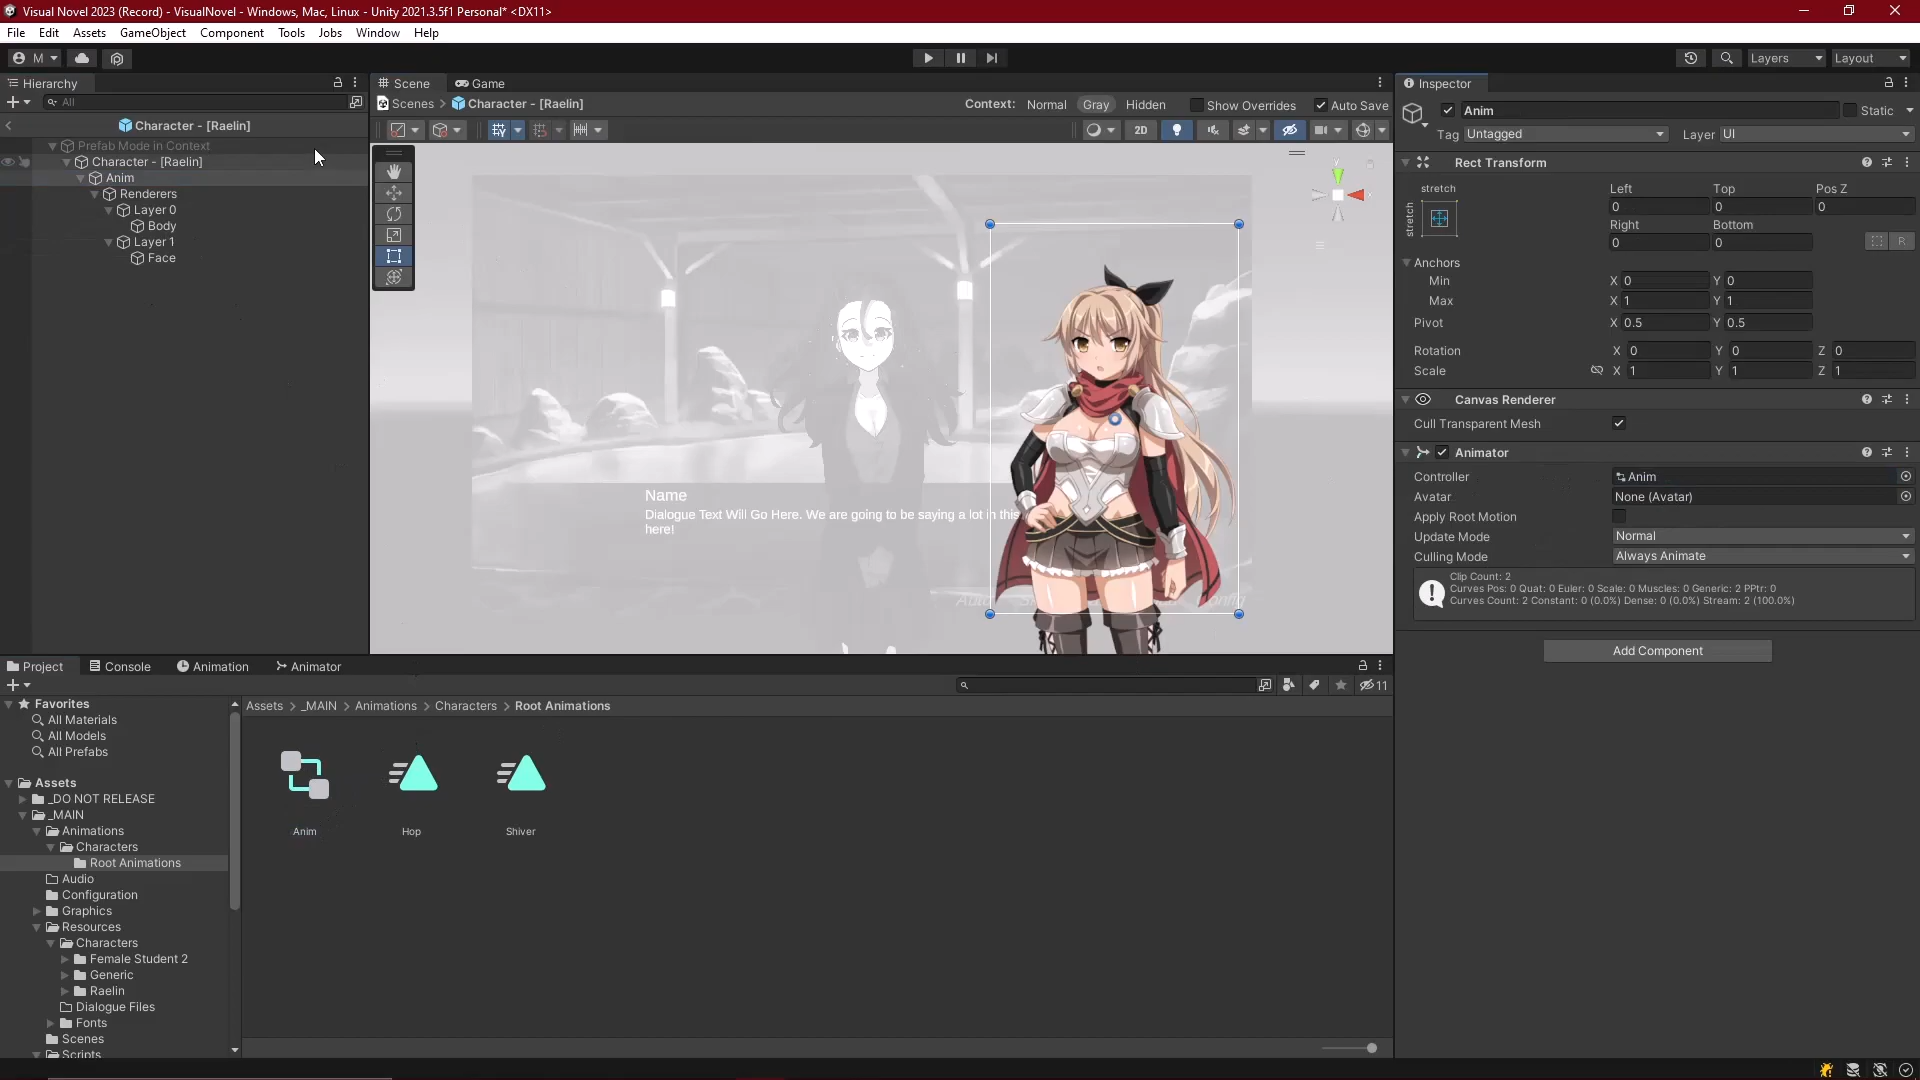 Visual Novel 2023 (Record) - VisualNovel - Windows, Mac, Linux - Unity 2021.3.5f1 Personal* <DX11>
File Edit Assets GameObject Component Tools Jobs Window Help
M
Layers Layout
Hierarchy
All
Character - [Raelin]
Prefab Mode in Context
Character - [Raelin]
Anim
Renderers
Layer 0
Body
Layer 1
Face
Scene Game
Scenes > Character - [Raelin]
Context: Normal Gray Hidden Show Overrides Auto Save
2D
Name
Dialogue Text Will Go Here. We are going to be saying a lot in this
here!
Config
Inspector
Anim Static
Tag Untagged Layer UI
Rect Transform
stretch
stretch
Left Top Pos Z
0 0 0
Right Bottom
0 0
R
Anchors
Min X 0 Y 0
Max X 1 Y 1
Pivot X 0.5 Y 0.5
Rotation X 0 Y 0 Z 0
Scale X 1 Y 1 Z 1
Canvas Renderer
Cull Transparent Mesh
Animator
Controller Anim
Avatar None (Avatar)
Apply Root Motion
Update Mode Normal
Culling Mode Always Animate
Clip Count: 2
Curves Pos: 0 Quat: 0 Euler: 0 Scale: 0 Muscles: 0 Generic: 2 PPtr: 0
Curves Count: 2 Constant: 0 (0.0%) Dense: 0 (0.0%) Stream: 2 (100.0%)
Add Component
Project Console Animation Animator
11
Favorites
All Materials
All Models
All Prefabs
Assets
_DO NOT RELEASE
_MAIN
Animations
Characters
Root Animations
Audio
Configuration
Graphics
Resources
Characters
Female Student 2
Generic
Raelin
Dialogue Files
Fonts
Scenes
Scripts
Assets > _MAIN > Animations > Characters > Root Animations
Anim Hop Shiver